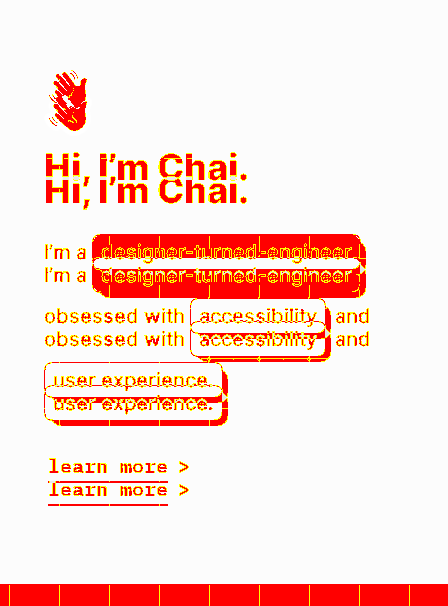 Hi, I'm Chai.
Hi, I'm Chai.
I'm a designer-turned-engineer
I'm a designer-turned-engineer
obsessed with accessibility and
obsessed with accessibility and
user experience.
user experience.
learn more >
learn more >